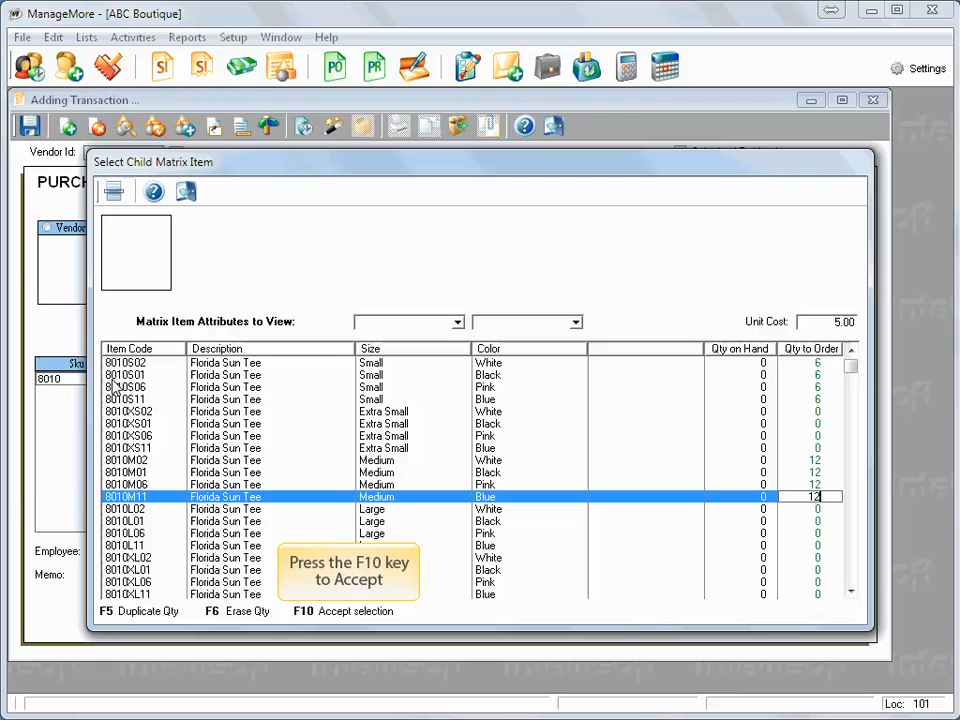 ManageMore - [ABC Boutique]
File Edit Lists Activities Reports Setup Window Help
SI SI PO PR Settings
Adding Transaction ...
Vendor Id:
Select Child Matrix Item
PURCH
Vendor
Matrix Item Attributes to View: Unit Cost: 5.00
Sku
8010
Item Code Description Size Color Qty on Hand Qty to Order
8010S02 Florida Sun Tee Small White 0 6
8010S01 Florida Sun Tee Small Black 0 6
8010S06 Florida Sun Tee Small Pink 0 6
8010S11 Florida Sun Tee Small Blue 0 6
8010XS02 Florida Sun Tee Extra Small White 0 0
8010XS01 Florida Sun Tee Extra Small Black 0 0
8010XS06 Florida Sun Tee Extra Small Pink 0 0
8010XS11 Florida Sun Tee Extra Small Blue 0 0
8010M02 Florida Sun Tee Medium White 0 12
8010M01 Florida Sun Tee Medium Black 0 12
8010M06 Florida Sun Tee Medium Pink 0 12
8010M11 Florida Sun Tee Medium Blue 0 12
8010L02 Florida Sun Tee Large White 0 0
8010L01 Florida Sun Tee Large Black 0 0
8010L06 Florida Sun Tee Large Pink 0 0
8010L11 Florida Sun Tee Blue 0 0
8010XL02 Florida Sun Tee White 0 0
8010XL01 Florida Sun Tee Black 0 0
8010XL06 Florida Sun Tee Pink 0 0
8010XL11 Florida Sun Tee Blue 0 0
Press the F10 key
to Accept
F5 Duplicate Qty F6 Erase Qty F10 Accept selection
Employee:
Memo:
Loc: 101